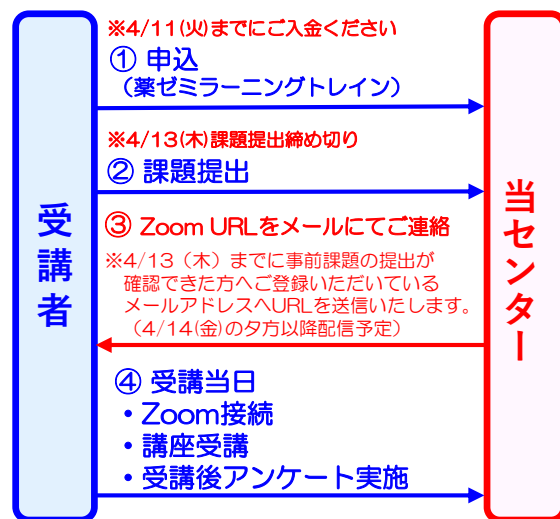 受講者
※4/11(火)までにご入金ください
① 申込
（薬ゼミラーニングトレイン）
※4/13(木)課題提出締め切り
② 課題提出
③ Zoom URLをメールにてご連絡
※4/13（木）までに事前課題の提出が
確認できた方へご登録いただいている
メールアドレスへURLを送信いたします。
（4/14(金)の夕方以降配信予定）
④ 受講当日
・Zoom接続
・講座受講
・受講後アンケート実施
当センター